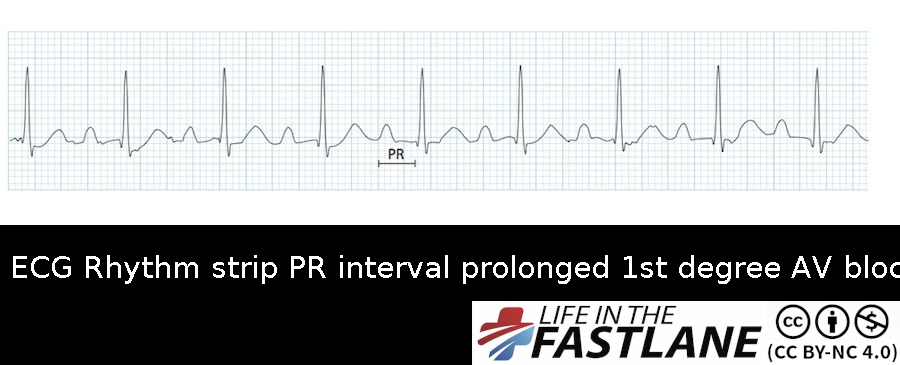 PR
ECG Rhythm strip PR interval prolonged 1st degree AV bloc
LIFE IN THE
FASTLANE
cc
(CC BY-NC 4.0)